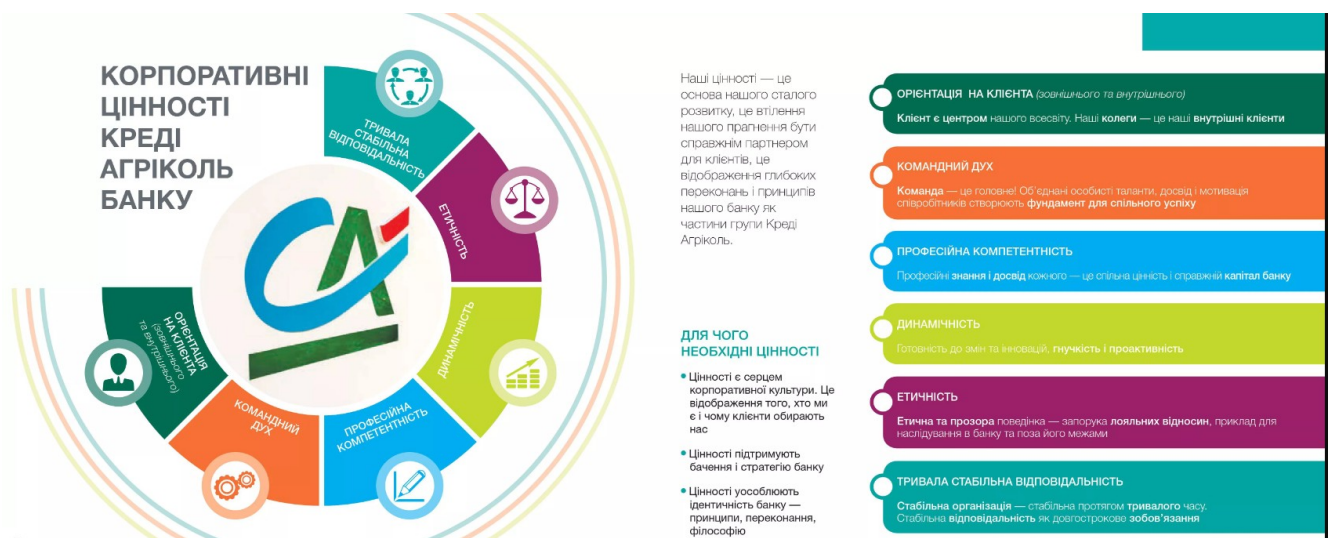 КОРПОРАТИВНІ
ЦІННОСТІ
КРЕДІ
АГРІКОЛЬ
БАНКУ
ТРИВАЛА
СТАБІЛЬНА
ВІДПОВІДАЛЬНІСТЬ
ЕТИЧНІСТЬ
ДИНАМІЧНІСТЬ
ПРОФЕСІЙНА
КОМПЕТЕНТНІСТЬ
КОМАНДНИЙ
ДУХ
ОРІЄНТАЦІЯ
НА КЛІЄНТА
(зовнішнього
та внутрішнього)
Наші цінності — це
основа нашого сталого
розвитку, це втілення
нашого прагнення бути
справжнім партнером
для клієнтів, це
відображення глибоких
переконань і принципів
нашого банку як
частини групи Креді
Агріколь.
ДЛЯ ЧОГО
НЕОБХІДНІ ЦІННОСТІ
• Цінності є серцем
корпоративної культури. Це
відображення того, хто ми
є і чому клієнти обирають
нас
• Цінності підтримують
бачення і стратегію банку
• Цінності уособлюють
ідентичність банку —
принципи, переконання,
філософію
ОРІЄНТАЦІЯ НА КЛІЄНТА (зовнішнього та внутрішнього)
Клієнт є центром нашого всесвіту. Наші колеги — це наші внутрішні клієнти
КОМАНДНИЙ ДУХ
Команда — це головне! Об'єднані особисті таланти, досвід і мотивація
співробітників створюють фундамент для спільного успіху
ПРОФЕСІЙНА КОМПЕТЕНТНІСТЬ
Професійні знання і досвід кожного — це спільна цінність і справжній капітал банку
ДИНАМІЧНІСТЬ
Готовність до змін та інновацій, гнучкість і проактивність
ЕТИЧНІСТЬ
Етична та прозора поведінка — запорука лояльних відносин, приклад для
наслідування в банку та поза його межами
ТРИВАЛА СТАБІЛЬНА ВІДПОВІДАЛЬНІСТЬ
Стабільна організація — стабільна протягом тривалого часу.
Стабільна відповідальність як довгострокове зобов'язання